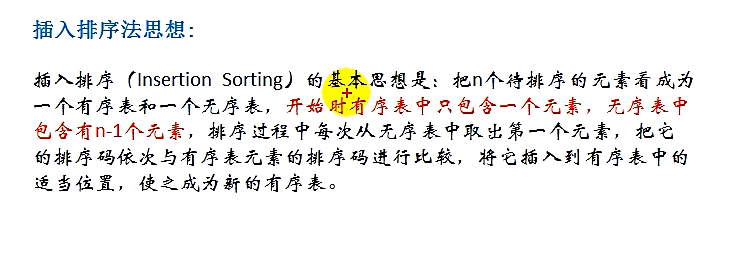 插入排序法思想:
插入排序（Insertion Sorting）的基本思想是：把n个待排序的元素看成为
一个有序表和一个无序表，开始时有序表中只包含一个元素，无序表中
包含有n-1个元素，排序过程中每次从无序表中取出第一个元素，把它
的排序码依次与有序表元素的排序码进行比较，将它插入到有序表中的
适当位置，使之成为新的有序表。